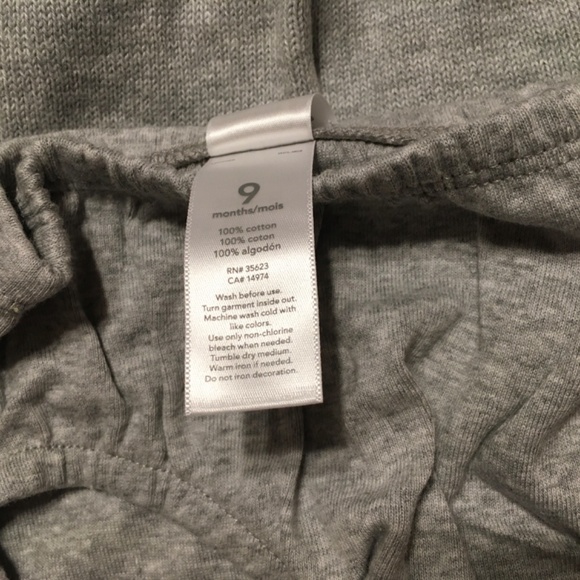 9
months/mois
100% cotton
100% coton
100% algodón
RN# 35623
CA# 14974
Wash before use.
Turn garment inside out.
Machine wash cold with
like colors.
Use only non-chlorine
bleach when needed.
Tumble dry medium.
Warm iron if needed.
Do not iron decoration.